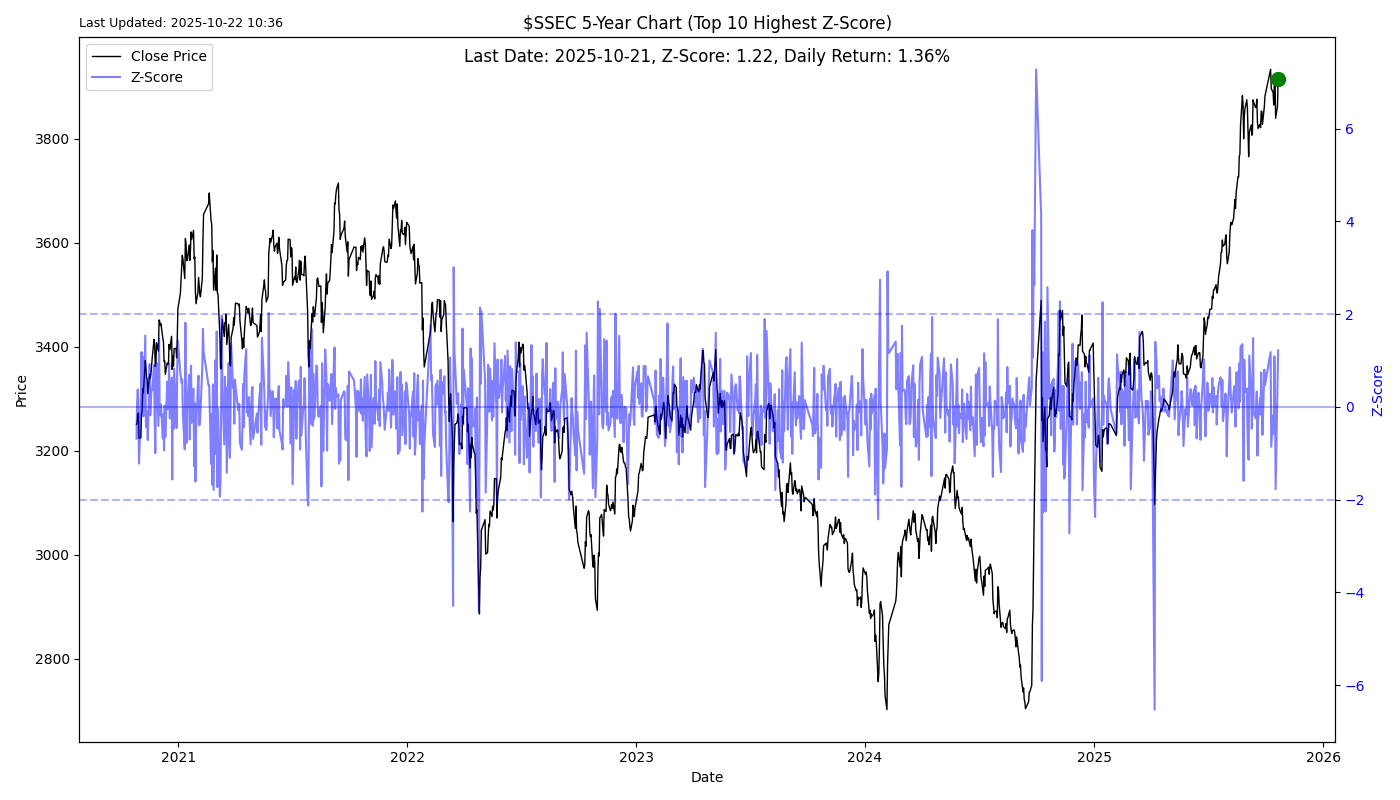 Last Updated: 2025-10-22 10:36
$SSEC 5-Year Chart (Top 10 Highest Z-Score)
Last Date: 2025-10-21, Z-Score: 1.22, Daily Return: 1.36%
Close Price
Z-Score
3800
3600
3400
3200
3000
2800
Price
6
4
2
0
−2
−4
−6
Z-Score
2021
2022
2023
2024
2025
2026
Date